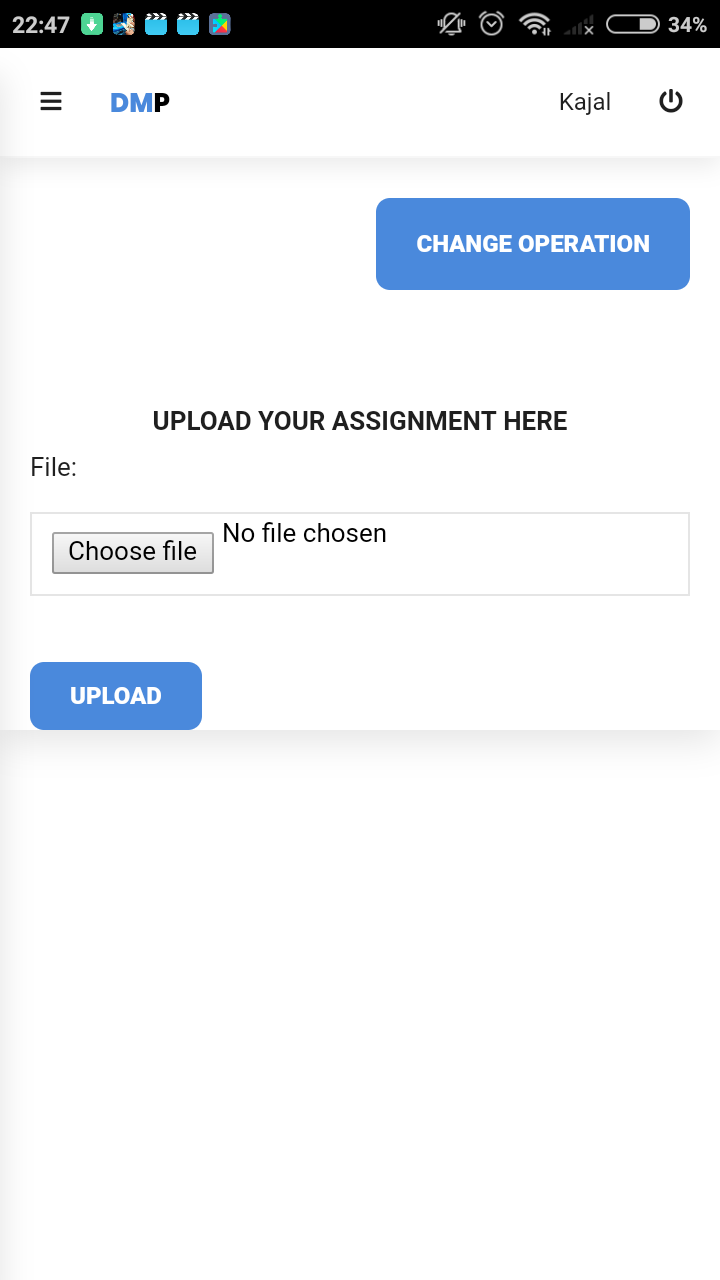 22:47 34%
DMP Kajal
CHANGE OPERATION
UPLOAD YOUR ASSIGNMENT HERE
File:
Choose file No file chosen
UPLOAD